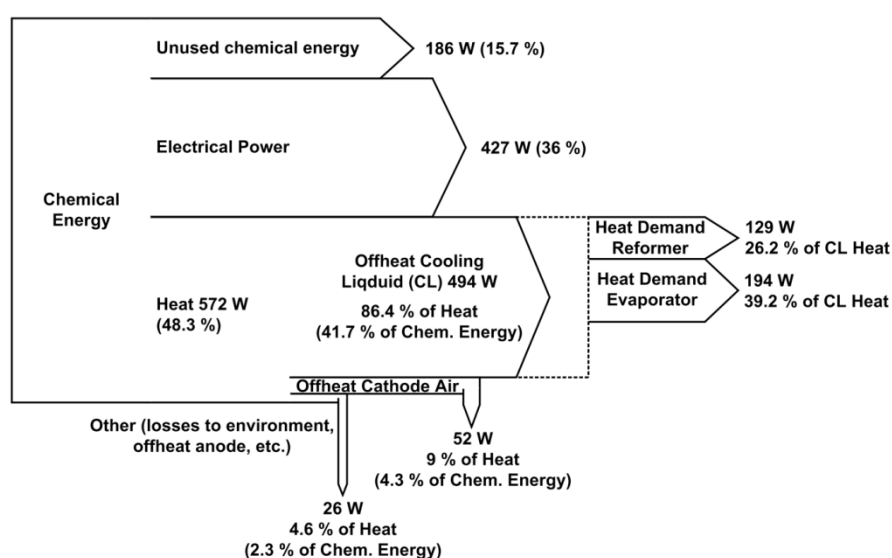 Unused chemical energy
186 W (15.7 %)
Electrical Power
427 W (36 %)
Chemical
Energy
Heat 572 W
(48.3 %)
Offheat Cooling
Liqduid (CL) 494 W
86.4 % of Heat
(41.7 % of Chem. Energy)
Heat Demand
Reformer
129 W
26.2 % of CL Heat
Heat Demand
Evaporator
194 W
39.2 % of CL Heat
Offheat Cathode Air
Other (losses to environment,
offheat anode, etc.)
52 W
9 % of Heat
(4.3 % of Chem. Energy)
26 W
4.6 % of Heat
(2.3 % of Chem. Energy)